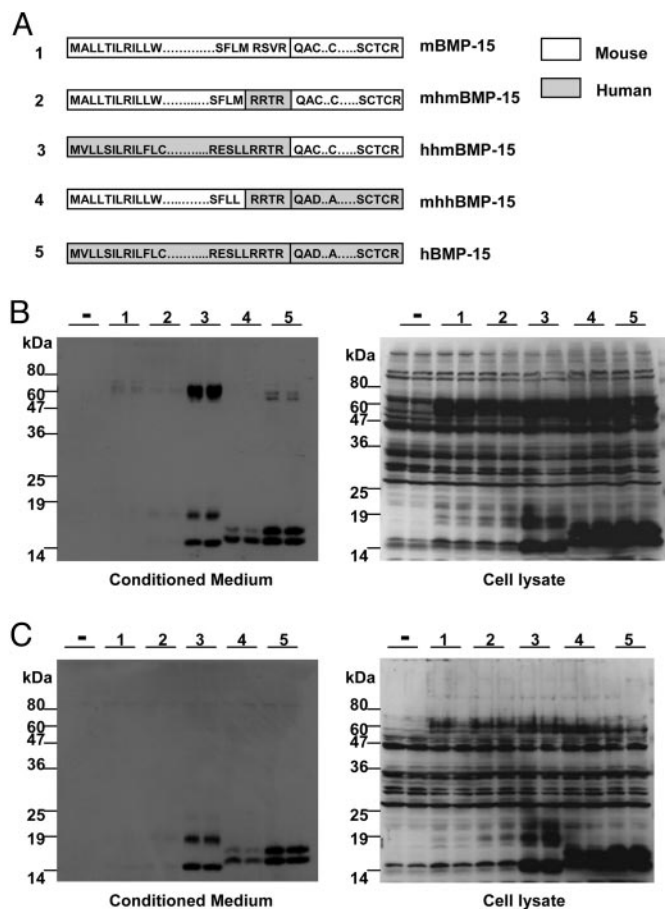 A
1 MALLTILRILLW.................SFLM RSVR QAC..C.....SCTCR mBMP-15
Mouse
2 MALLTILRILLW.................SFLM RRTR QAC..C.....SCTCR mhmBMP-15
Human
3 MVLLSILRILFLC............RESLLRRTR QAC..C.....SCTCR hhmBMP-15
4 MALLTILRILLW.................SFLL RRTR QAD..A.....SCTCR mhhBMP-15
5 MVLLSILRILFLC............RESLLRRTR QAD..A.....SCTCR hBMP-15
B
- 1 2 3 4 5 - 1 2 3 4 5
kDa kDa
80 80
60 60
47 47
36 36
25 25
19 19
14 14
Conditioned Medium Cell lysate
C
- 1 2 3 4 5 - 1 2 3 4 5
kDa kDa
80 80
60 60
47 47
36 36
25 25
19 19
14 14
Conditioned Medium Cell lysate